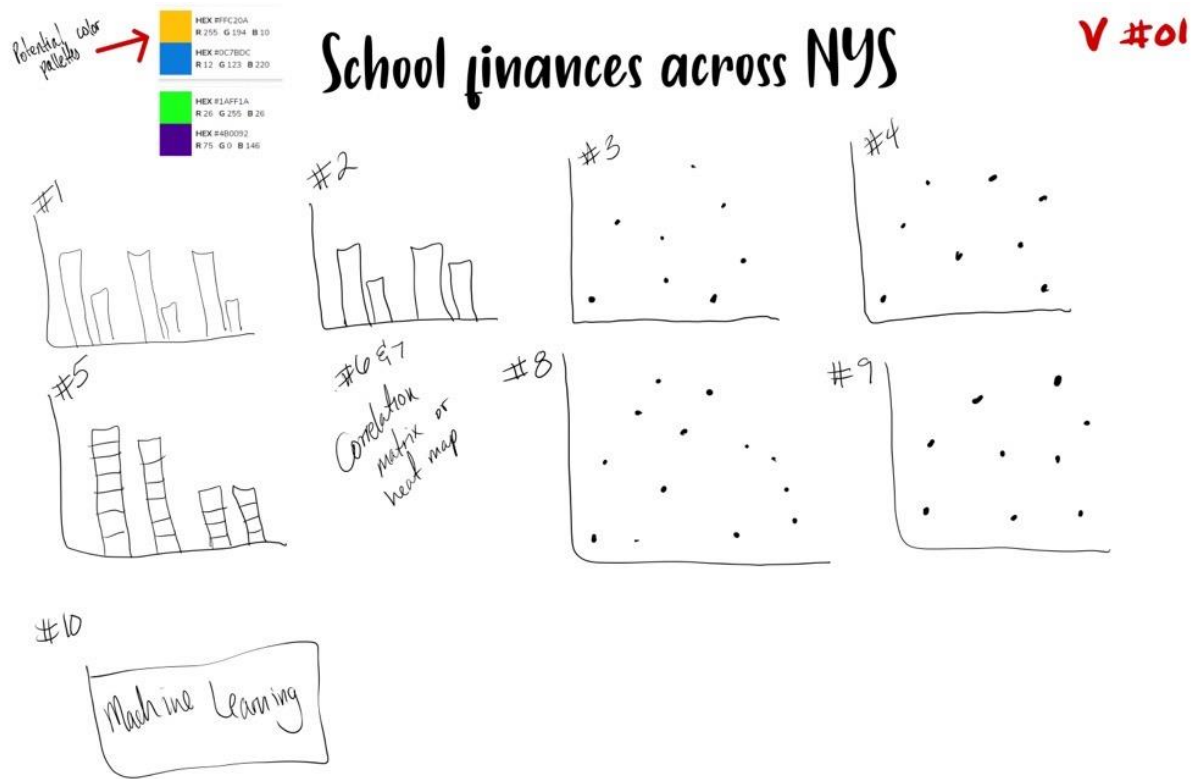 Potential color
palletts
HEX #FFC20A
R 255 G 194 B 10
HEX #0C7BDC
R 12 G 123 B 220
HEX #1AFF1A
R 26 G 255 B 26
HEX #4B0092
R 75 G 0 B 146
School finances across NYS
V #01
#1
#2
#3
#4
#5
#6 & 7
Correlation
matrix or
heat map
#8
#9
#10
Machine Learning